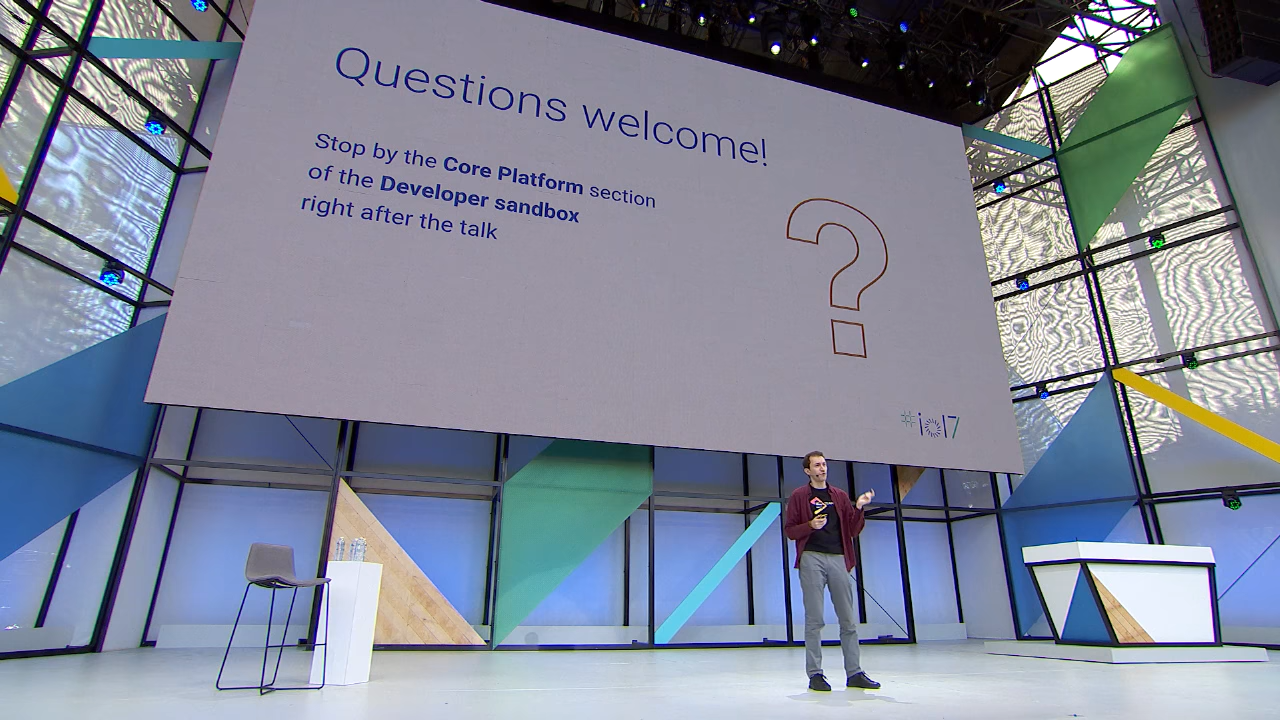 Questions welcome!
Stop by the Core Platform section
of the Developer sandbox
right after the talk
?
#io17